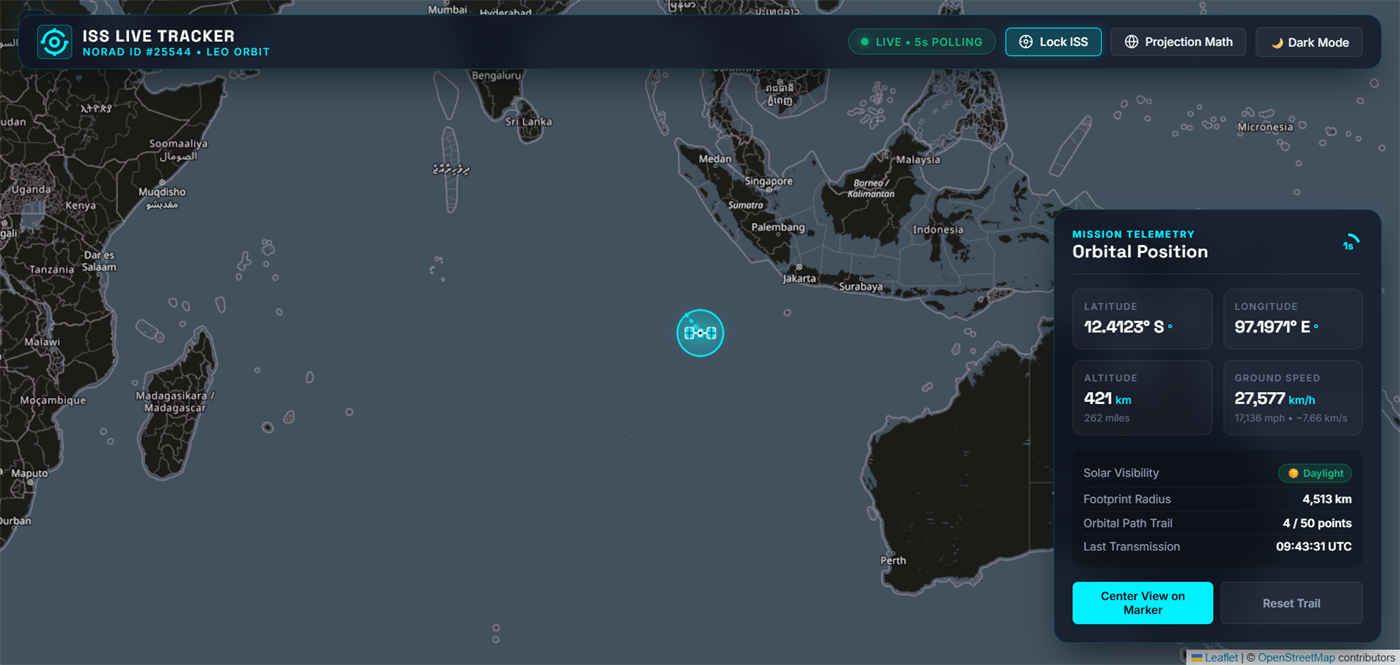 Mumbai
Hyderabad
ISS LIVE TRACKER
NORAD ID #25544 • LEO ORBIT
LIVE • 5s POLLING
Lock ISS
Projection Math
🌙 Dark Mode
Bengaluru
Sri Lanka
ኢትዮጵያ
Soomaaliya
الصومال
Uganda
Kenya
Muqdisho
مقديشو
Dar es
Salaam
Tanzania
Malawi
Moçambique
Madagasikara /
Madagascar
Maputo
Medan
Malaysia
Singapore
Borneo /
Kalimantan
Sumatra
Palembang
Indonesia
Jakarta
Surabaya
Micronesia
Perth
MISSION TELEMETRY
Orbital Position
1s
LATITUDE
12.4123° S °
LONGITUDE
97.1971° E °
ALTITUDE
421 km
262 miles
GROUND SPEED
27,577 km/h
17,136 mph • ~7.66 km/s
Solar Visibility
☀️ Daylight
Footprint Radius
4,513 km
Orbital Path Trail
4 / 50 points
Last Transmission
09:43:31 UTC
Center View on
Marker
Reset Trail
Leaflet | © OpenStreetMap contributors